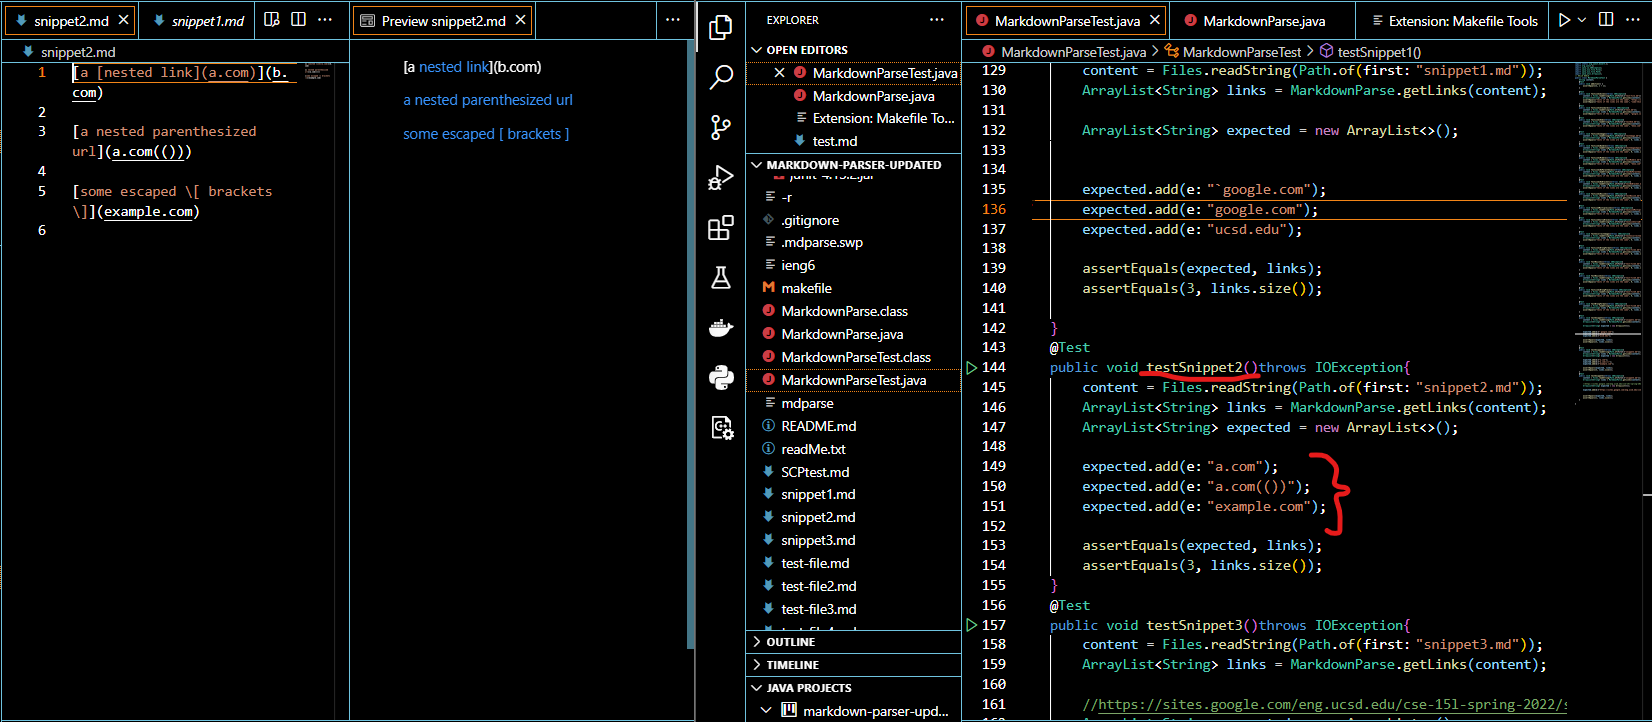 snippet2.md
snippet1.md
snippet2.md
1 [a [nested link](a.com)](b.
com)
2
3 [a nested parenthesized
url](a.com(()))
4
5 [some escaped \[ brackets
\]](example.com)
6
Preview snippet2.md
[a nested link](b.com)
a nested parenthesized url
some escaped [ brackets ]
EXPLORER
OPEN EDITORS
MarkdownParseTest.java
MarkdownParse.java
Extension: Makefile To...
test.md
MARKDOWN-PARSER-UPDATED
junit-4.13.2.jar
-r
.gitignore
.mdparse.swp
ieng6
makefile
MarkdownParse.class
MarkdownParse.java
MarkdownParseTest.class
MarkdownParseTest.java
mdparse
README.md
readMe.txt
SCPtest.md
snippet1.md
snippet2.md
snippet3.md
test-file.md
test-file2.md
test-file3.md
OUTLINE
TIMELINE
JAVA PROJECTS
markdown-parser-upd...
MarkdownParseTest.java
MarkdownParse.java
Extension: Makefile Tools
MarkdownParseTest.java > MarkdownParseTest > testSnippet1()
129 content = Files.readString(Path.of(first: "snippet1.md"));
130 ArrayList<String> links = MarkdownParse.getLinks(content);
131
132 ArrayList<String> expected = new ArrayList<>();
133
134
135 expected.add(e: "`google.com");
136 expected.add(e: "google.com");
137 expected.add(e: "ucsd.edu");
138
139 assertEquals(expected, links);
140 assertEquals(3, links.size());
141
142 }
143 @Test
144 public void testSnippet2()throws IOException{
145 content = Files.readString(Path.of(first: "snippet2.md"));
146 ArrayList<String> links = MarkdownParse.getLinks(content);
147 ArrayList<String> expected = new ArrayList<>();
148
149 expected.add(e: "a.com");
150 expected.add(e: "a.com(())");
151 expected.add(e: "example.com");
152
153 assertEquals(expected, links);
154 assertEquals(3, links.size());
155 }
156 @Test
157 public void testSnippet3()throws IOException{
158 content = Files.readString(Path.of(first: "snippet3.md"));
159 ArrayList<String> links = MarkdownParse.getLinks(content);
160
161 //https://sites.google.com/eng.ucsd.edu/cse-15l-spring-2022/